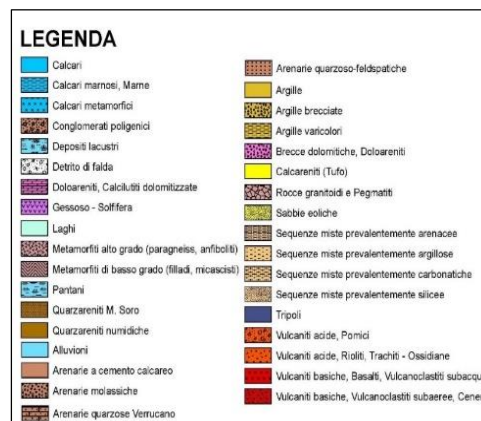 LEGENDA
Calcari
Calcari marnosi, Marne
Calcari metamorfici
Conglomerati poligenici
Depositi lacustri
Detrito di falda
Doloareniti, Calcilutiti dolomitizzate
Gessoso - Solfifera
Laghi
Metamorfiti alto grado (paragneiss, anfiboliti)
Metamorfiti di basso grado (filladi, micascisti)
Pantani
Quarzareniti M. Soro
Quarzareniti numidiche
Alluvioni
Arenarie a cemento calcareo
Arenarie molassiche
Arenarie quarzose Verrucano
Arenarie quarzoso-feldspatiche
Argille
Argille brecciate
Argille varicolori
Brecce dolomitiche, Doloareniti
Calcareniti (Tufo)
Rocce granitoidi e Pegmatiti
Sabbie eoliche
Sequenze miste prevalentemente arenacee
Sequenze miste prevalentemente argillose
Sequenze miste prevalentemente carbonatiche
Sequenze miste prevalentemente silicee
Tripoli
Vulcaniti acide, Pomici
Vulcaniti acide, Rioliti, Trachiti - Ossidiane
Vulcaniti basiche, Basalti, Vulcanoclastiti subacqu
Vulcaniti basiche, Vulcanoclastiti subaeree, Cener